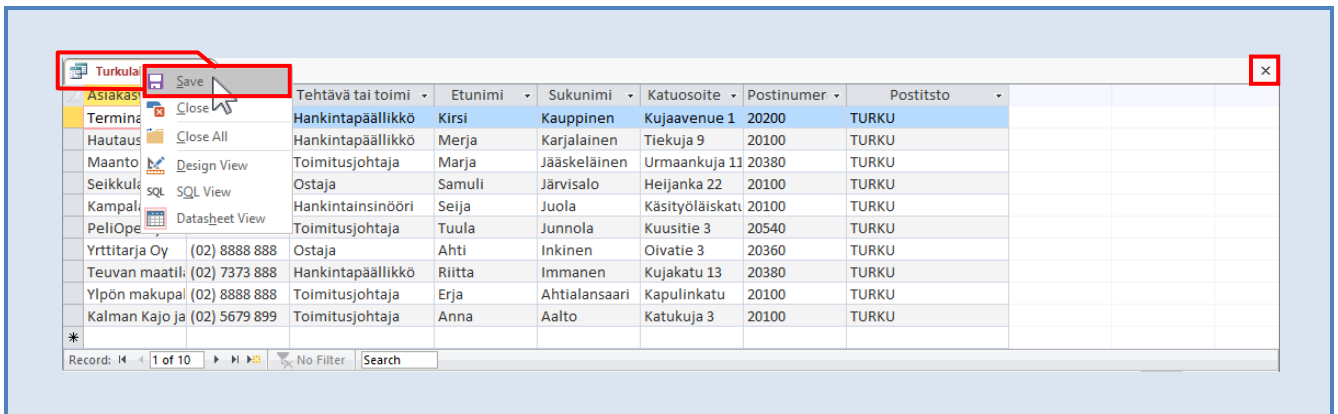 Turkula
Save
Close
Close All
Design View
SQL SQL View
Datasheet View
Asiakas Tehtävä tai toimi Etunimi Sukunimi Katuosoite Postinumer Postitsto
Termina Hankintapäällikkö Kirsi Kauppinen Kujaavenue 1 20200 TURKU
Hautaus Hankintapäällikkö Merja Karjalainen Tiekuja 9 20100 TURKU
Maanto Toimitusjohtaja Marja Jääskeläinen Urmaankuja 11 20380 TURKU
Seikkula Ostaja Samuli Järvisalo Heijanka 22 20100 TURKU
Kampala Hankintainsinööri Seija Juola Käsityöläiskatu 20100 TURKU
PeliOpe Toimitusjohtaja Tuula Junnola Kuusitie 3 20540 TURKU
Yrttitarja Oy (02) 8888 888 Ostaja Ahti Inkinen Oivatie 3 20360 TURKU
Teuvan maatila (02) 7373 888 Hankintapäällikkö Riitta Immanen Kujakatu 13 20380 TURKU
Ylpön makupal (02) 8888 888 Toimitusjohtaja Erja Ahtialansaari Kapulinkatu 20100 TURKU
Kalman Kajo ja (02) 5679 899 Toimitusjohtaja Anna Aalto Katukuja 3 20100 TURKU
Record: 1 of 10 No Filter Search